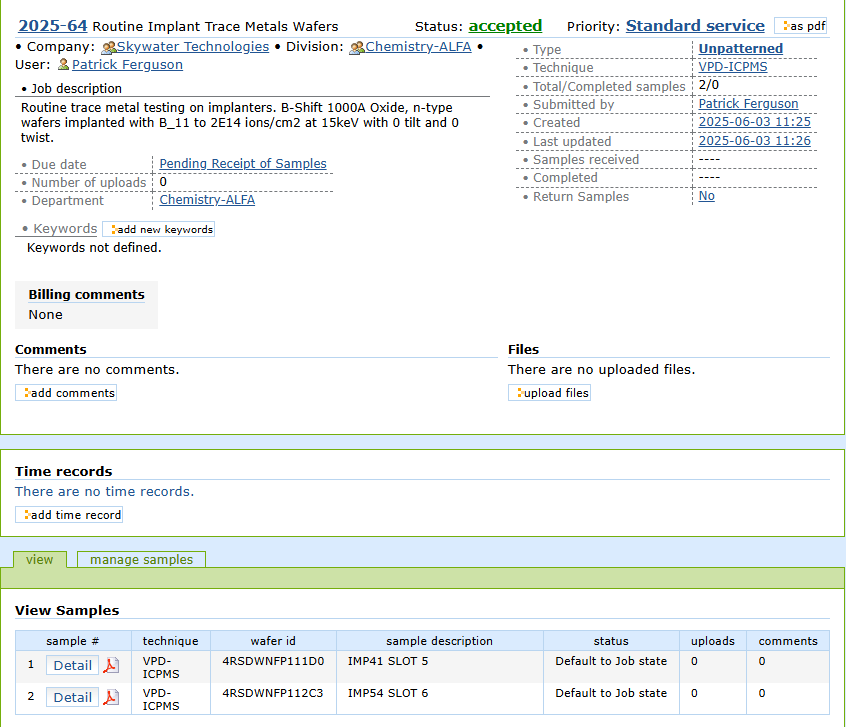 2025-64 Routine Implant Trace Metals Wafers
Status: accepted
Priority: Standard service
as pdf
• Company: Skywater Technologies • Division: Chemistry-ALFA •
User: Patrick Ferguson
• Job description
Routine trace metal testing on implanters. B-Shift 1000A Oxide, n-type
wafers implanted with B_11 to 2E14 ions/cm2 at 15keV with 0 tilt and 0
twist.
• Due date Pending Receipt of Samples
• Number of uploads 0
• Department Chemistry-ALFA
• Keywords add new keywords
Keywords not defined.
• Type Unpatterned
• Technique VPD-ICPMS
• Total/Completed samples 2/0
• Submitted by Patrick Ferguson
• Created 2025-06-03 11:25
• Last updated 2025-06-03 11:26
• Samples received ----
• Completed ----
• Return Samples No
Billing comments
None
Comments
There are no comments.
add comments
Files
There are no uploaded files.
upload files
Time records
There are no time records.
add time record
view manage samples
View Samples
sample # technique wafer id sample description status uploads comments
1 Detail VPD-ICPMS 4RSDWNFP111D0 IMP41 SLOT 5 Default to Job state 0 0
2 Detail VPD-ICPMS 4RSDWNFP112C3 IMP54 SLOT 6 Default to Job state 0 0